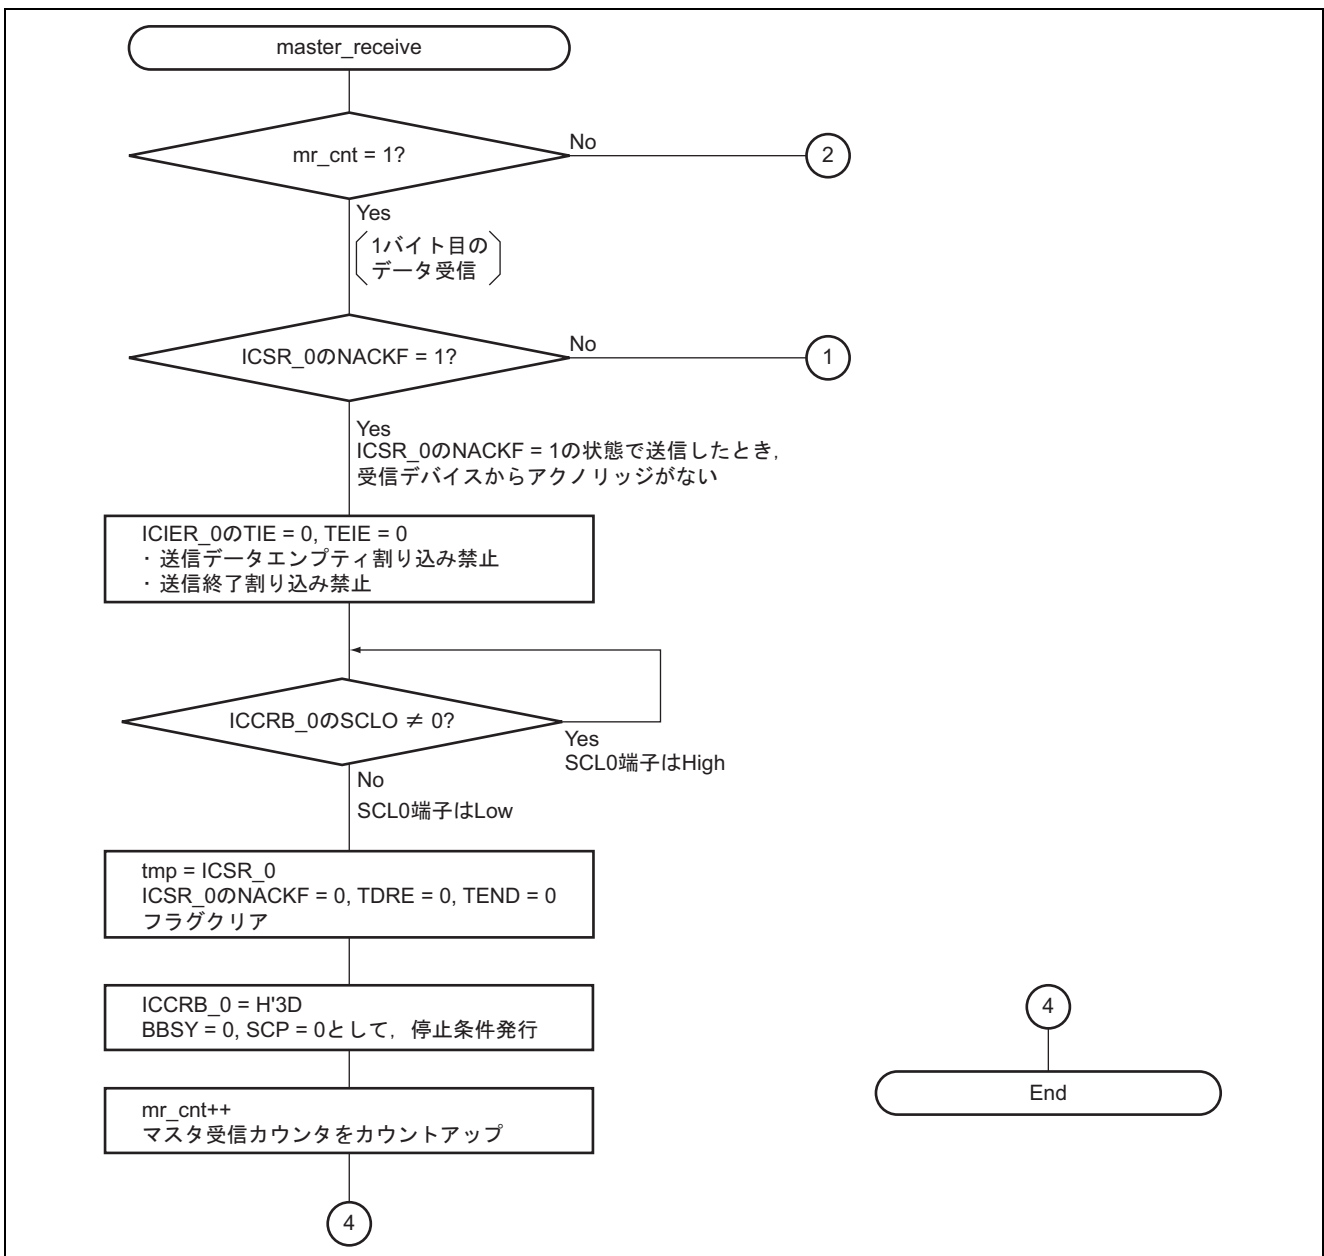 master_receive
mr_cnt = 1?
No
2
Yes
1バイト目の
データ受信
ICSR_0のNACKF = 1?
No
1
Yes
ICSR_0のNACKF = 1の状態で送信したとき,
受信デバイスからアクノリッジがない
ICIER_0のTIE = 0, TEIE = 0
・送信データエンプティ割り込み禁止
・送信終了割り込み禁止
ICCRB_0のSCLO ≠ 0?
Yes
SCL0端子はHigh
No
SCL0端子はLow
tmp = ICSR_0
ICSR_0のNACKF = 0, TDRE = 0, TEND = 0
フラグクリア
ICCRB_0 = H'3D
BBSY = 0, SCP = 0として, 停止条件発行
mr_cnt++
マスタ受信カウンタをカウントアップ
4
4
End